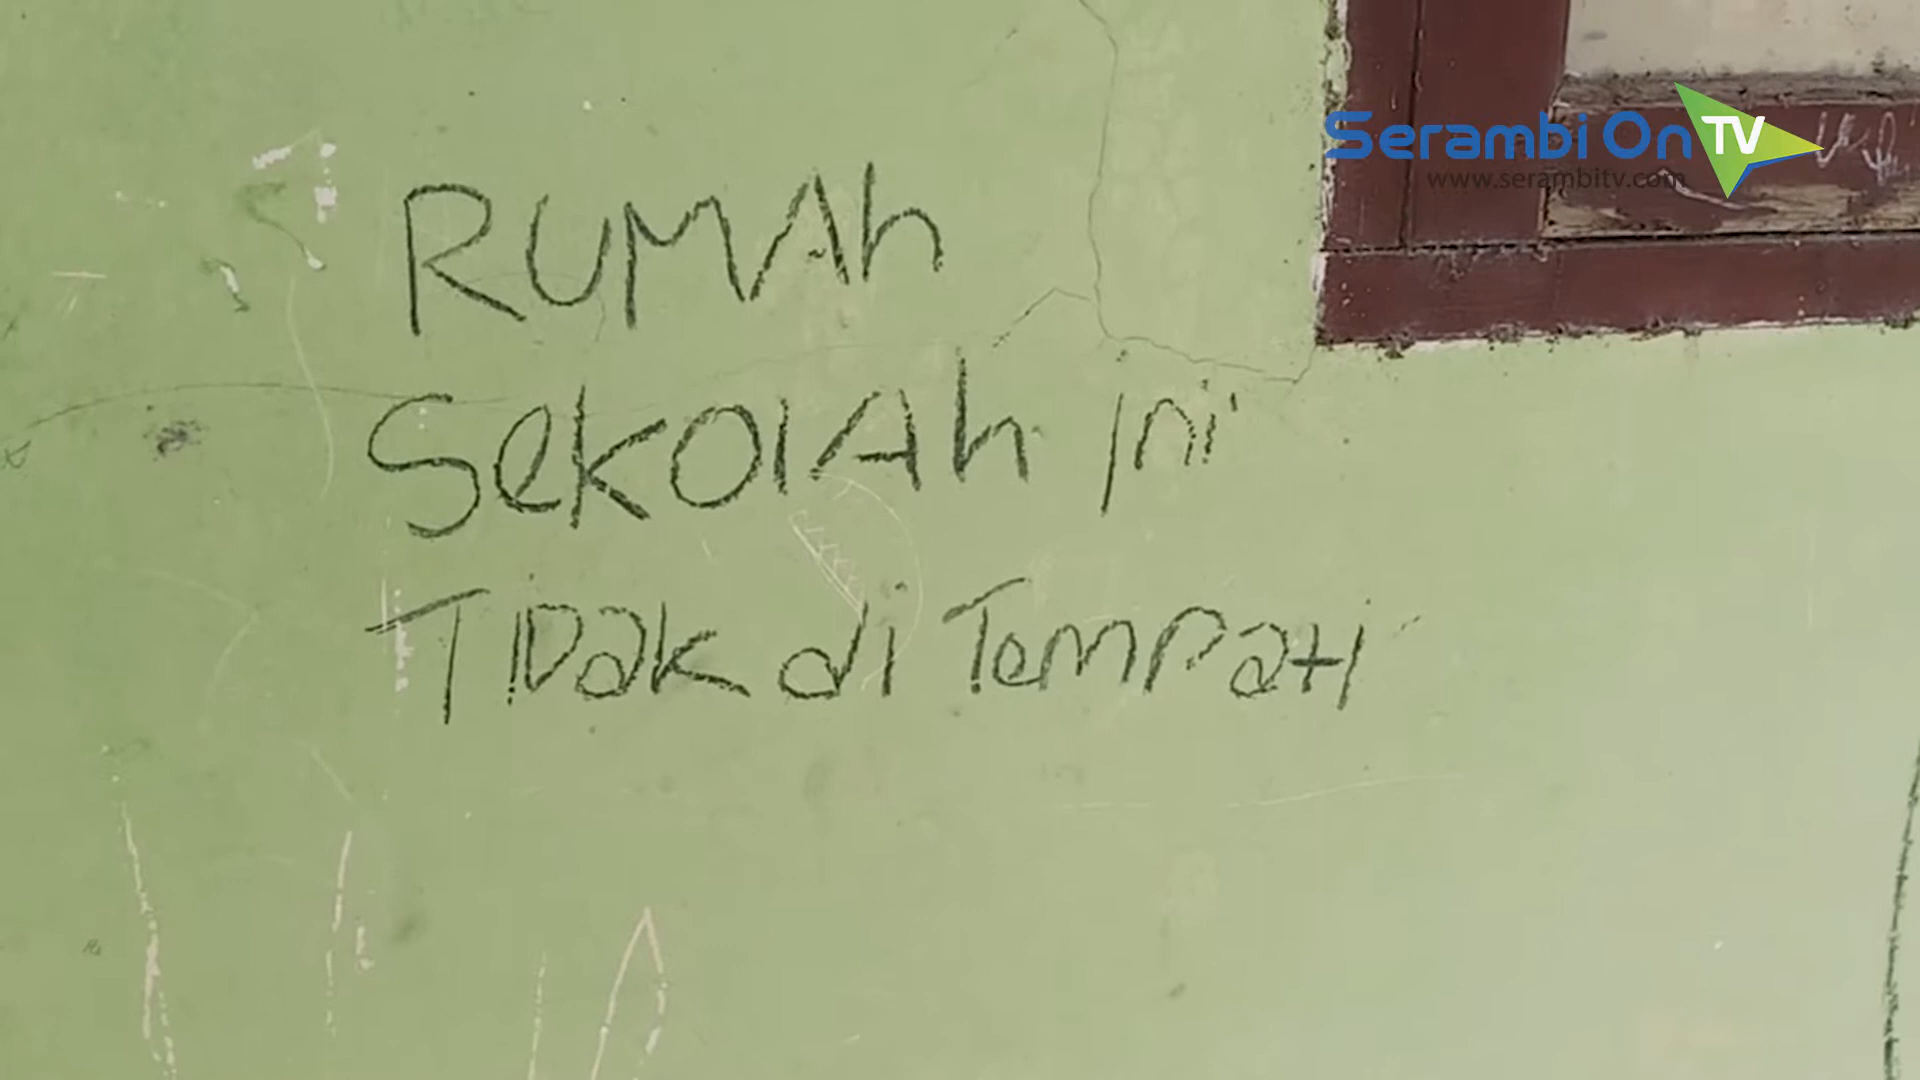 Serambi On TV
www.serambitv.com
RUMAh
SekolAh ini
TIDak di Tempati